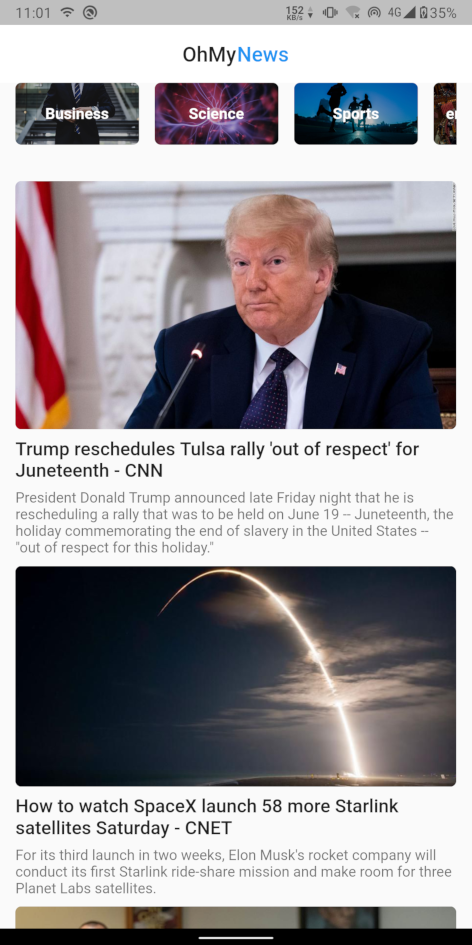 11:01 152 KB/s 4G 35%
OhMyNews
Business Science Sports
Trump reschedules Tulsa rally 'out of respect' for
Juneteenth - CNN
President Donald Trump announced late Friday night that he is
rescheduling a rally that was to be held on June 19 -- Juneteenth, the
holiday commemorating the end of slavery in the United States --
"out of respect for this holiday."
How to watch SpaceX launch 58 more Starlink
satellites Saturday - CNET
For its third launch in two weeks, Elon Musk's rocket company will
conduct its first Starlink ride-share mission and make room for three
Planet Labs satellites.